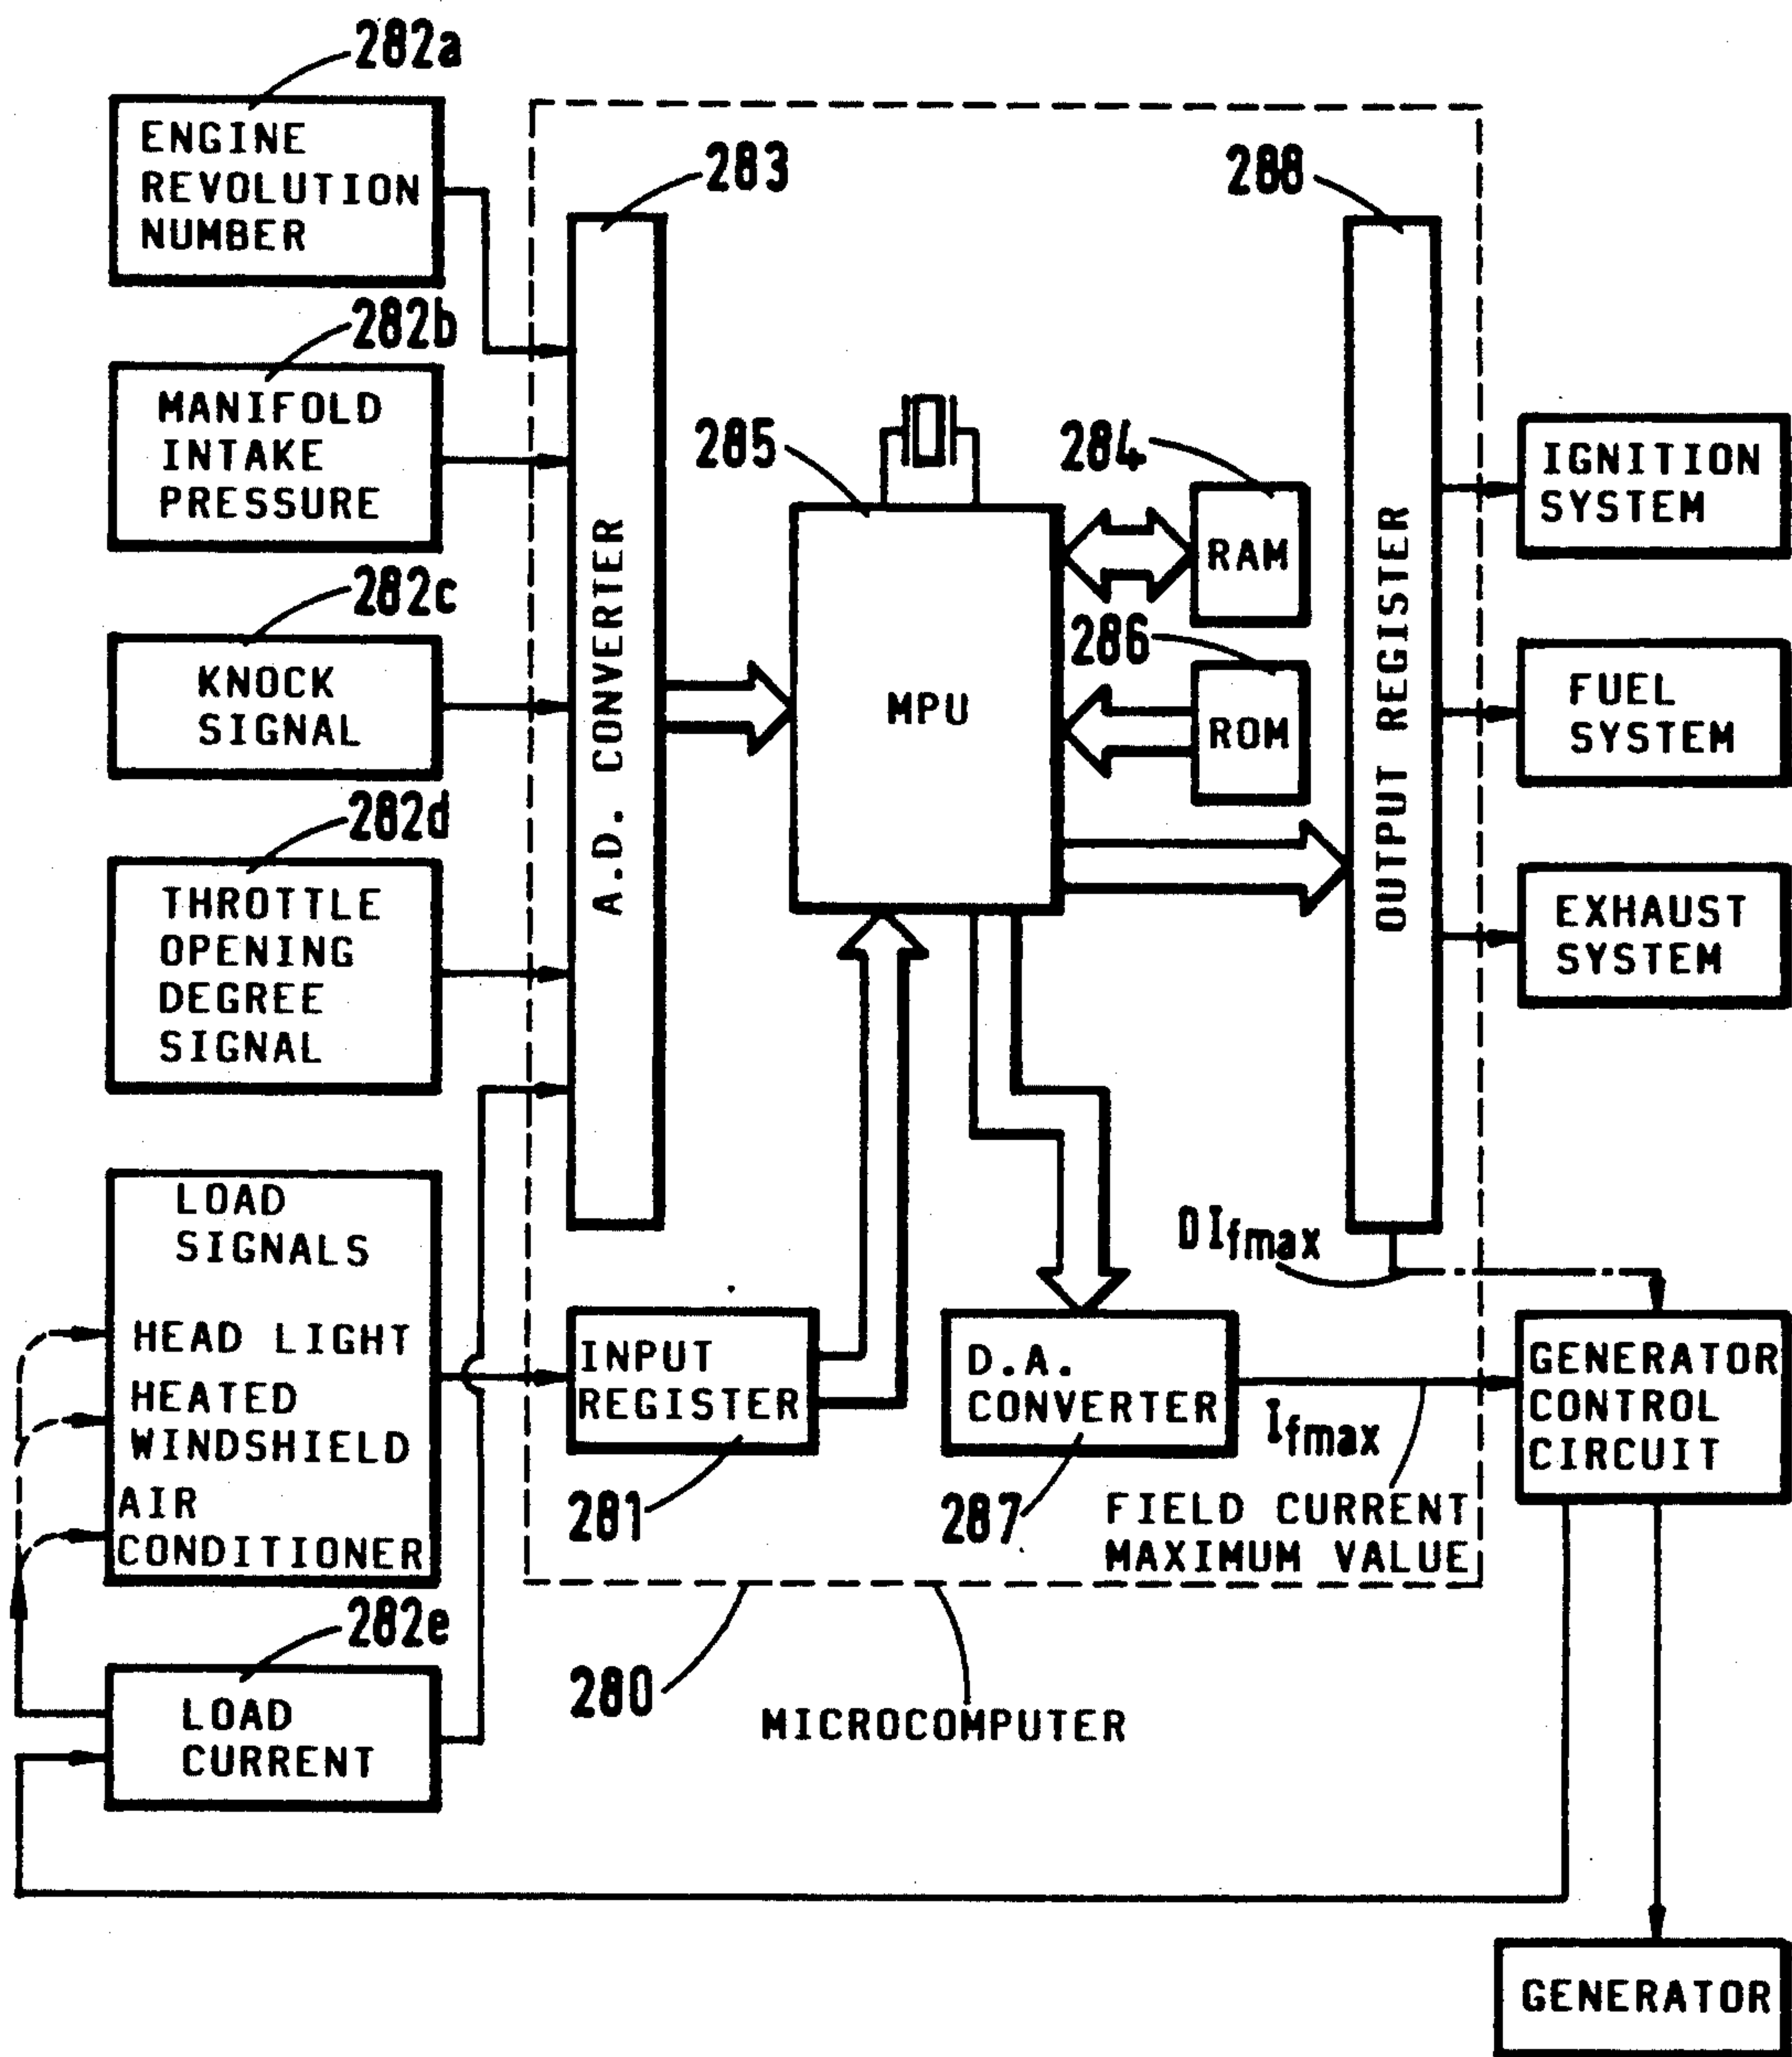 282a
ENGINE
REVOLUTION
NUMBER
282b
MANIFOLD
INTAKE
PRESSURE
282c
KNOCK
SIGNAL
282d
THROTTLE
OPENING
DEGREE
SIGNAL
LOAD
SIGNALS
HEAD LIGHT
HEATED
WINDSHIELD
AIR
CONDITIONER
282e
LOAD
CURRENT
283
A.D. CONVERTER
285
MPU
284
RAM
286
ROM
288
OUTPUT REGISTER
IGNITION
SYSTEM
FUEL
SYSTEM
EXHAUST
SYSTEM
INPUT
REGISTER
281
D.A.
CONVERTER
287
DIfmax
Ifmax
FIELD CURRENT
MAXIMUM VALUE
GENERATOR
CONTROL
CIRCUIT
280
MICROCOMPUTER
GENERATOR